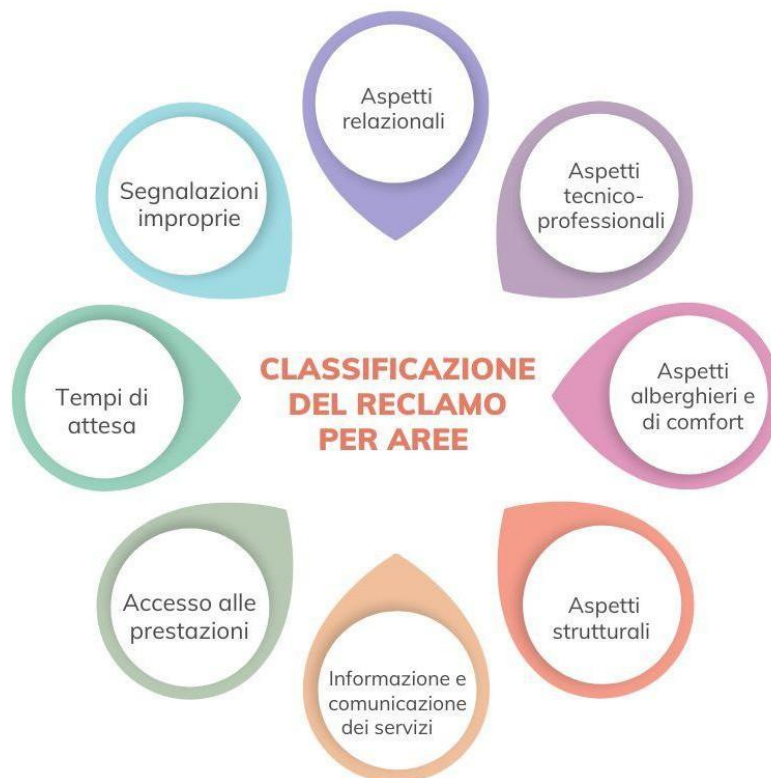 CLASSIFICAZIONE
DEL RECLAMO
PER AREE
Aspetti
relazionali
Aspetti
tecnico-
professionali
Aspetti
alberghieri e
di comfort
Aspetti
strutturali
Informazione e
comunicazione
dei servizi
Accesso alle
prestazioni
Tempi di
attesa
Segnalazioni
improprie